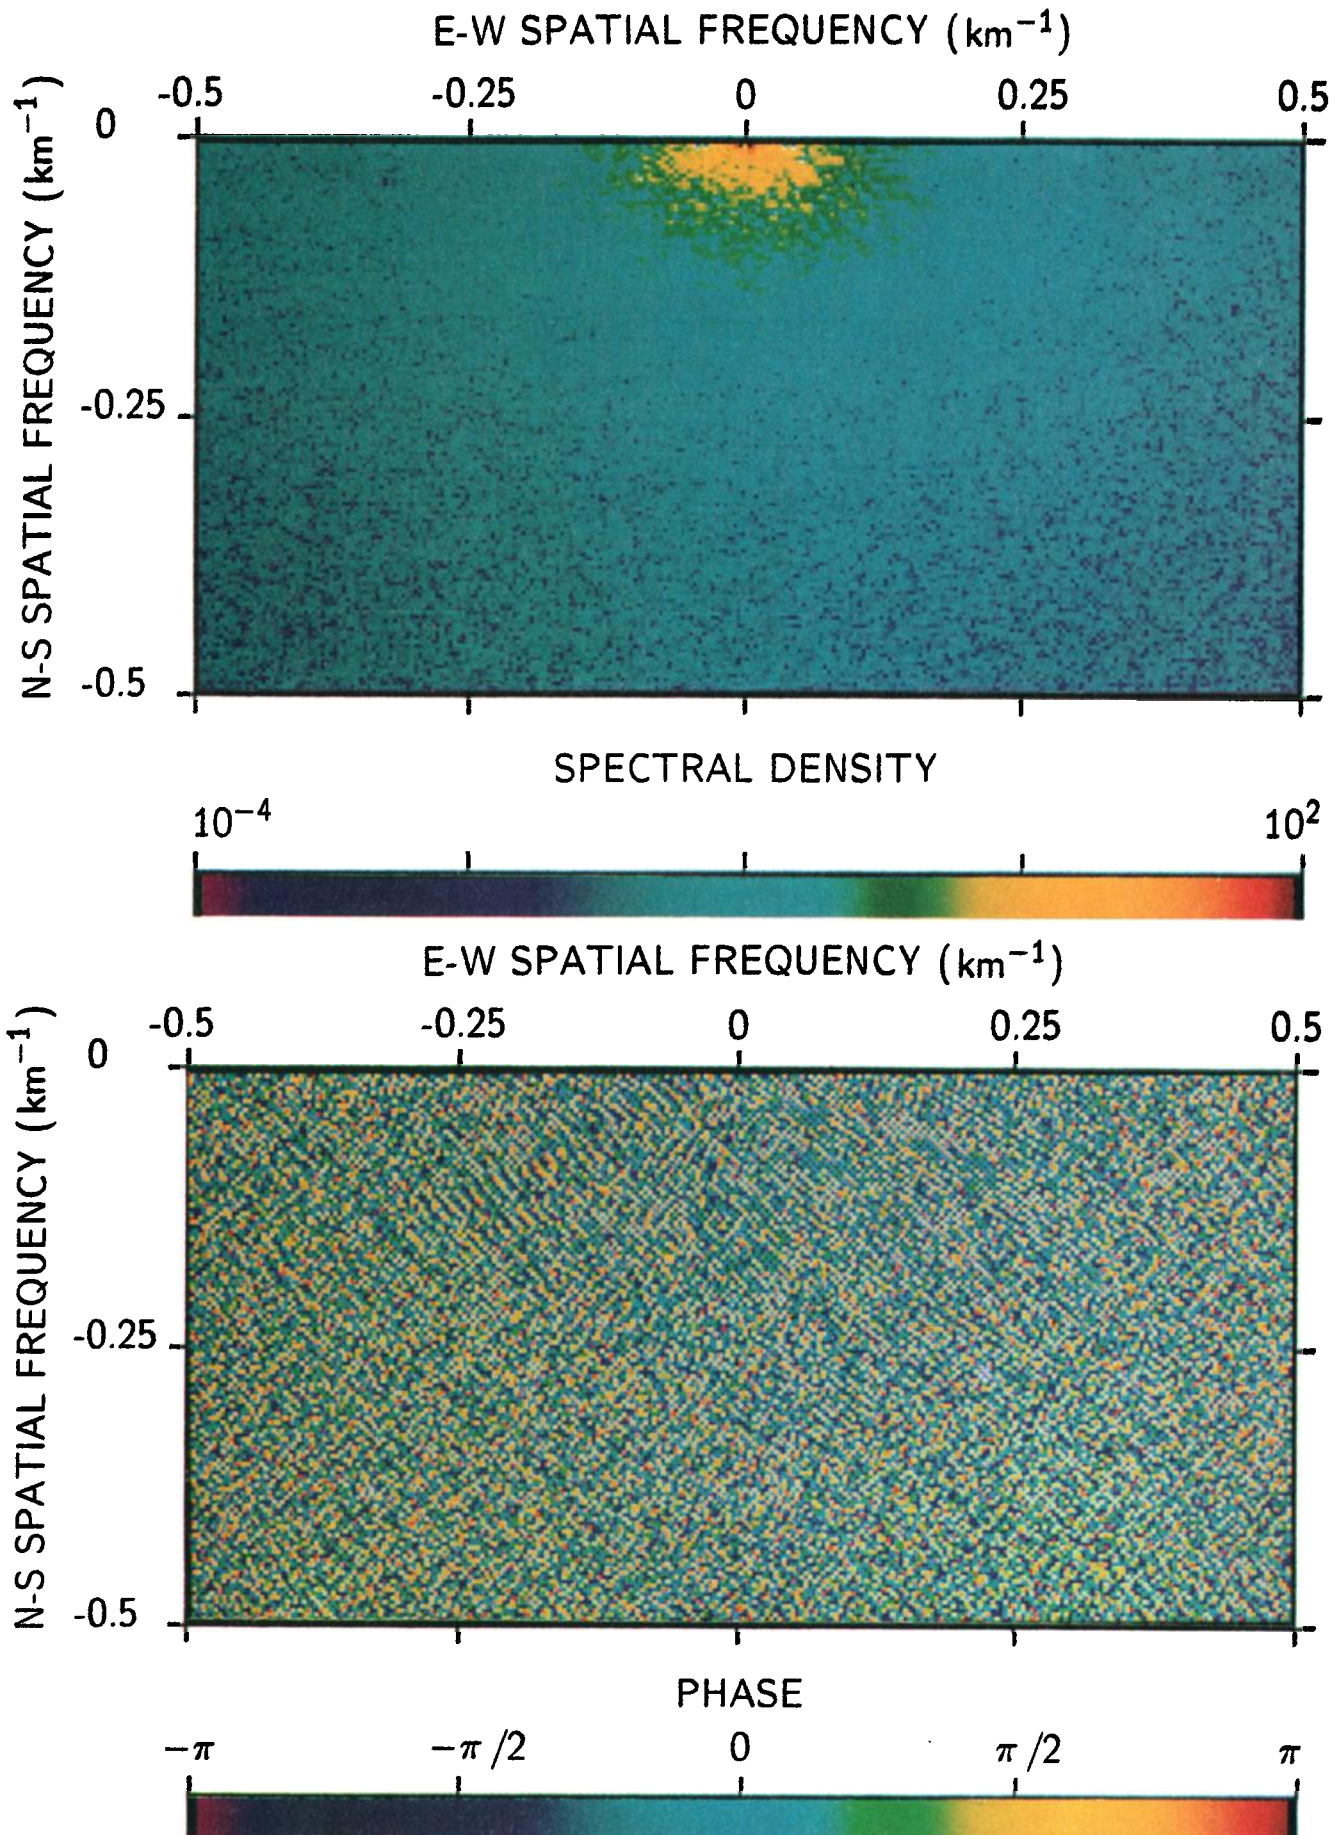 E-W SPATIAL FREQUENCY (km⁻¹)
-0.5 -0.25 0 0.25 0.5
N-S SPATIAL FREQUENCY (km⁻¹)
0
-0.25
-0.5
SPECTRAL DENSITY
10⁻⁴ 10²
E-W SPATIAL FREQUENCY (km⁻¹)
-0.5 -0.25 0 0.25 0.5
N-S SPATIAL FREQUENCY (km⁻¹)
0
-0.25
-0.5
PHASE
−π −π/2 0 π/2 π